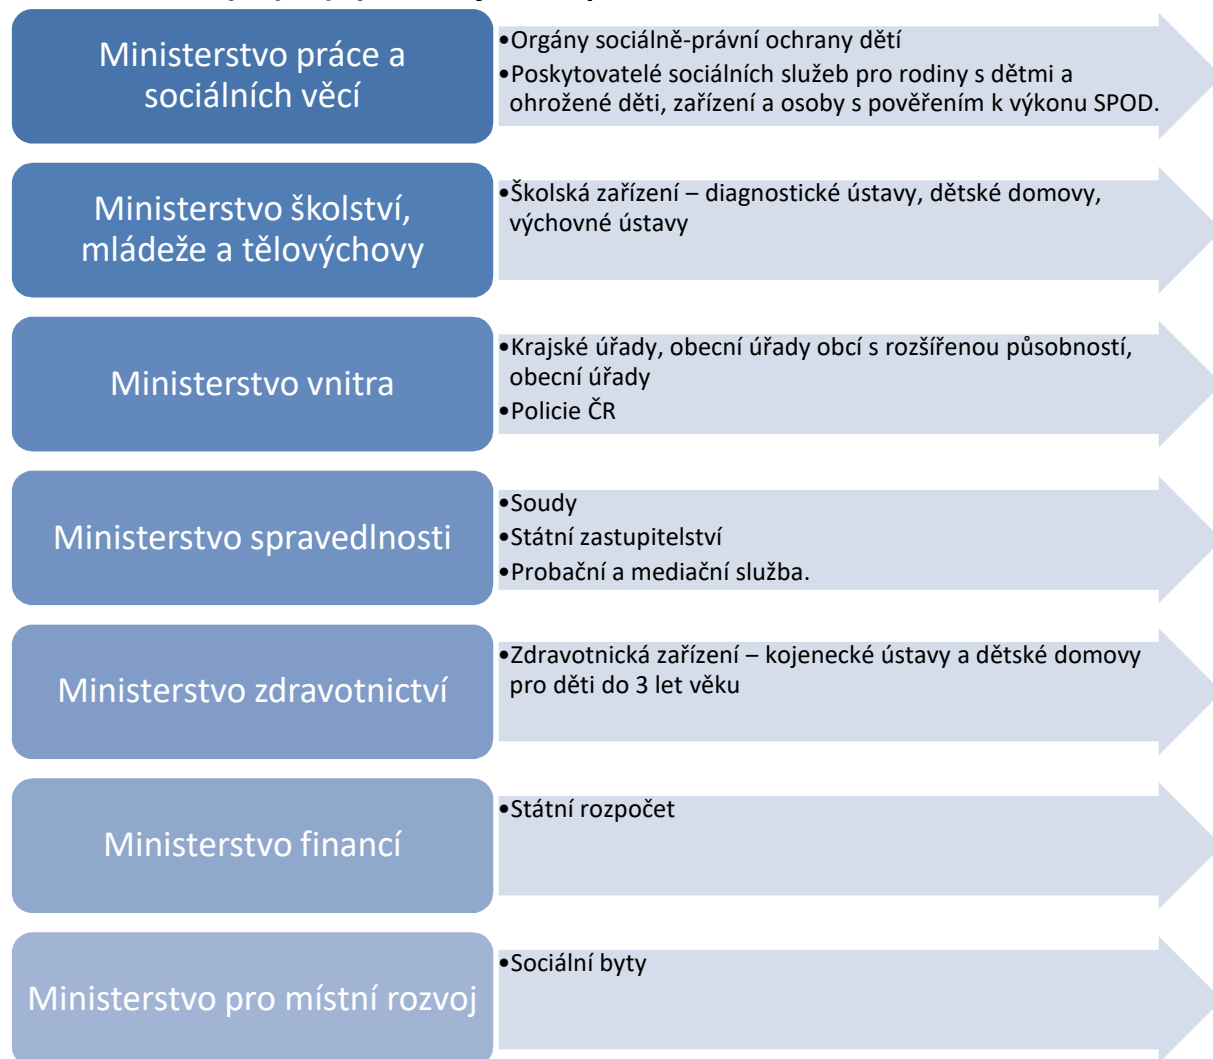 Ministerstvo práce a
sociálních věcí
•Orgány sociálně-právní ochrany dětí
•Poskytovatelé sociálních služeb pro rodiny s dětmi a
ohrožené děti, zařízení a osoby s pověřením k výkonu SPOD.
Ministerstvo školství,
mládeže a tělovýchovy
•Školská zařízení – diagnostické ústavy, dětské domovy,
výchovné ústavy
Ministerstvo vnitra
•Krajské úřady, obecní úřady obcí s rozšířenou působností,
obecní úřady
•Policie ČR
Ministerstvo spravedlnosti
•Soudy
•Státní zastupitelství
•Probační a mediační služba.
Ministerstvo zdravotnictví
•Zdravotnická zařízení – kojenecké ústavy a dětské domovy
pro děti do 3 let věku
Ministerstvo financí
•Státní rozpočet
Ministerstvo pro místní rozvoj
•Sociální byty